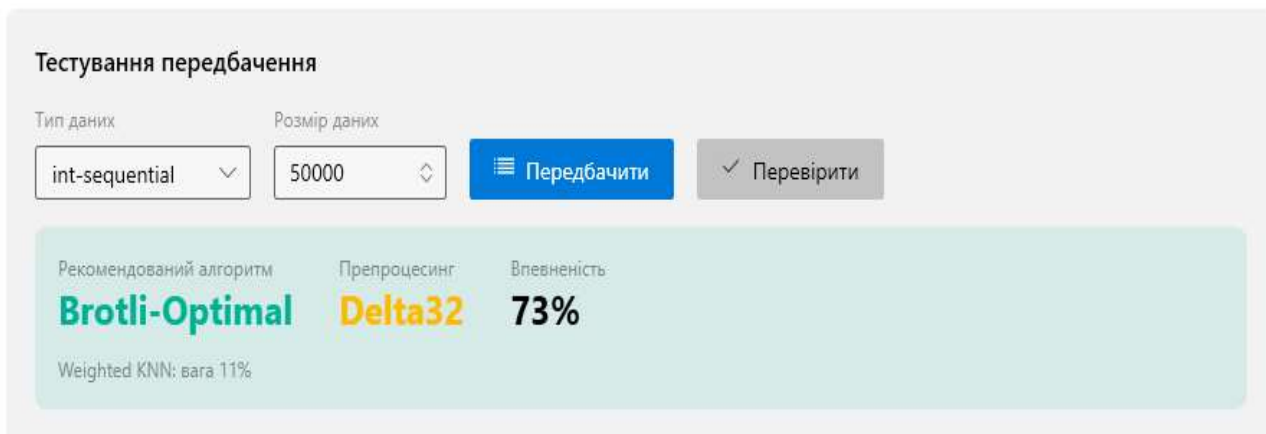 Тестування передбачення
Тип даних Розмір даних
int-sequential 50000 Передбачити Перевірити
Рекомендований алгоритм Препроцесинг Впевненість
Brotli-Optimal Delta32 73%
Weighted KNN: вага 11%